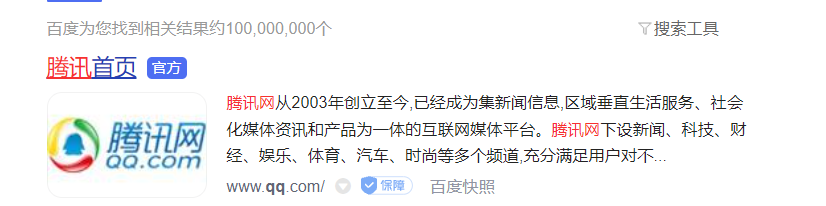 百度为您找到相关结果约100,000,000个
搜索工具
腾讯首页 官方
腾讯网
QQ.COM
腾讯网从2003年创立至今,已经成为集新闻信息,区域垂直生活服务、社会
化媒体资讯和产品为一体的互联网媒体平台。腾讯网下设新闻、科技、财
经、娱乐、体育、汽车、时尚等多个频道,充分满足用户对不...
www.qq.com/ 保障 百度快照